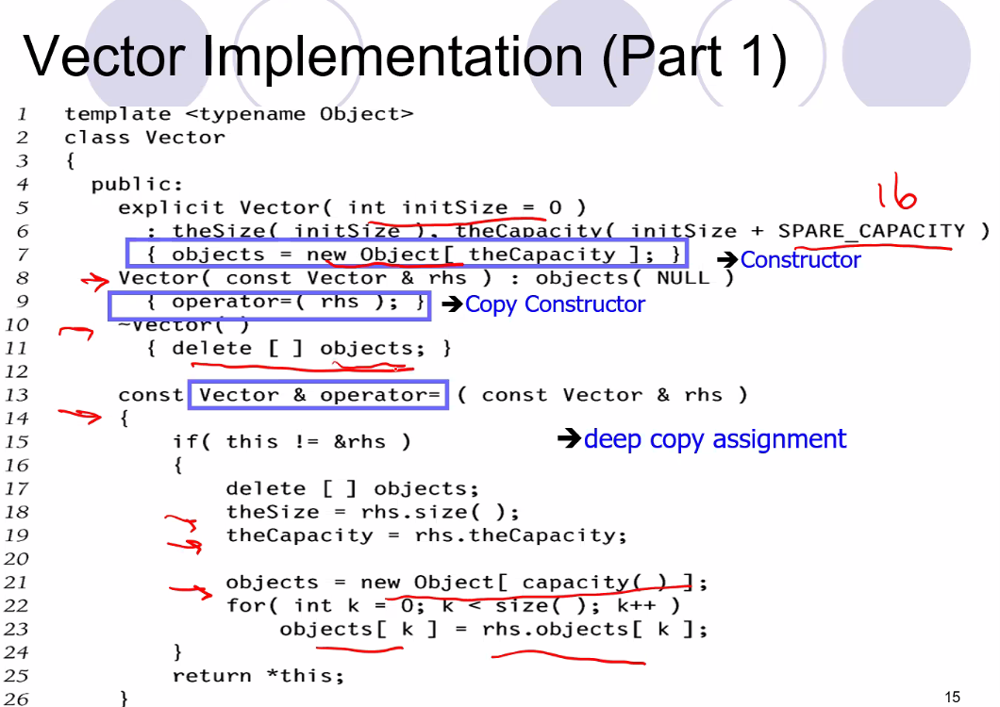 Vector Implementation (Part 1)
1 template <typename Object>
2 class Vector
3 {
4 public:
5 explicit Vector( int initSize = 0 )
16
6 : theSize( initSize ), theCapacity( initSize + SPARE_CAPACITY )
7 { objects = new Object[ theCapacity ]; } ➔Constructor
8 Vector( const Vector & rhs ) : objects( NULL )
9 { operator=( rhs ); } ➔Copy Constructor
10 ~Vector( )
11 { delete [ ] objects; }
12
13 const Vector & operator= ( const Vector & rhs )
14 {
15 if( this != &rhs ) ➔deep copy assignment
16 {
17 delete [ ] objects;
18 theSize = rhs.size( );
19 theCapacity = rhs.theCapacity;
20
21 objects = new Object[ capacity( ) ];
22 for( int k = 0; k < size( ); k++ )
23 objects[ k ] = rhs.objects[ k ];
24 }
25 return *this;
26 }
15